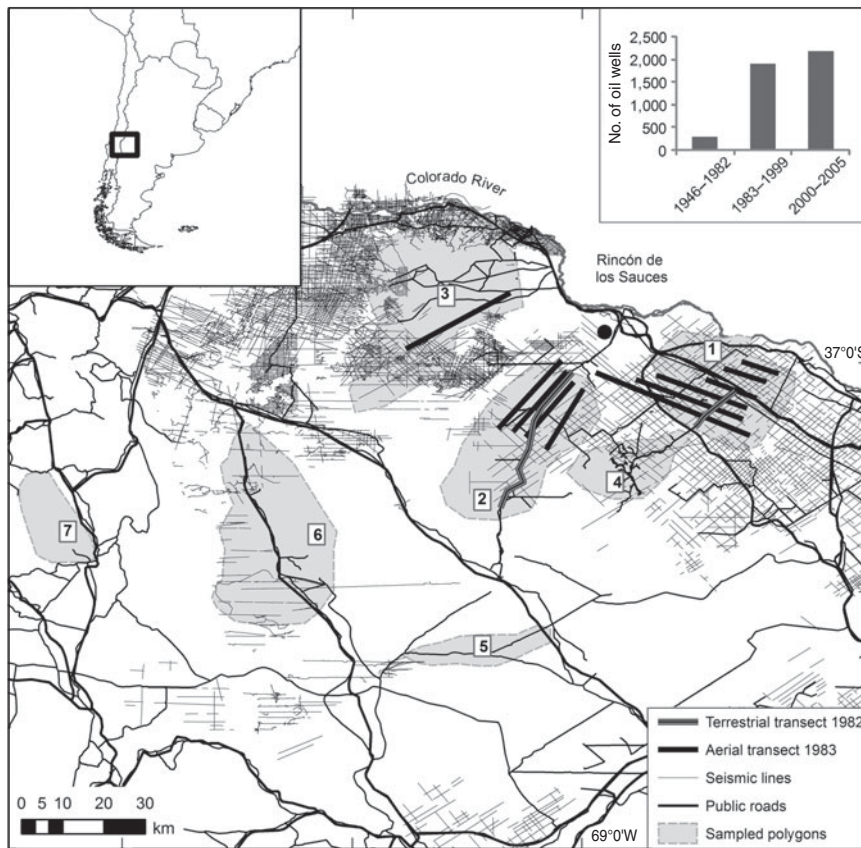 2,500
2,000
1,500
1,000
500
0
No. of oil wells
1946–1982
1983–1999
2000–2005
Colorado River
Rincón de
los Sauces
3
1
37°0'S
2
4
7
6
5
Terrestrial transect 1982
Aerial transect 1983
Seismic lines
Public roads
Sampled polygons
0 5 10 20 30
km
69°0'W